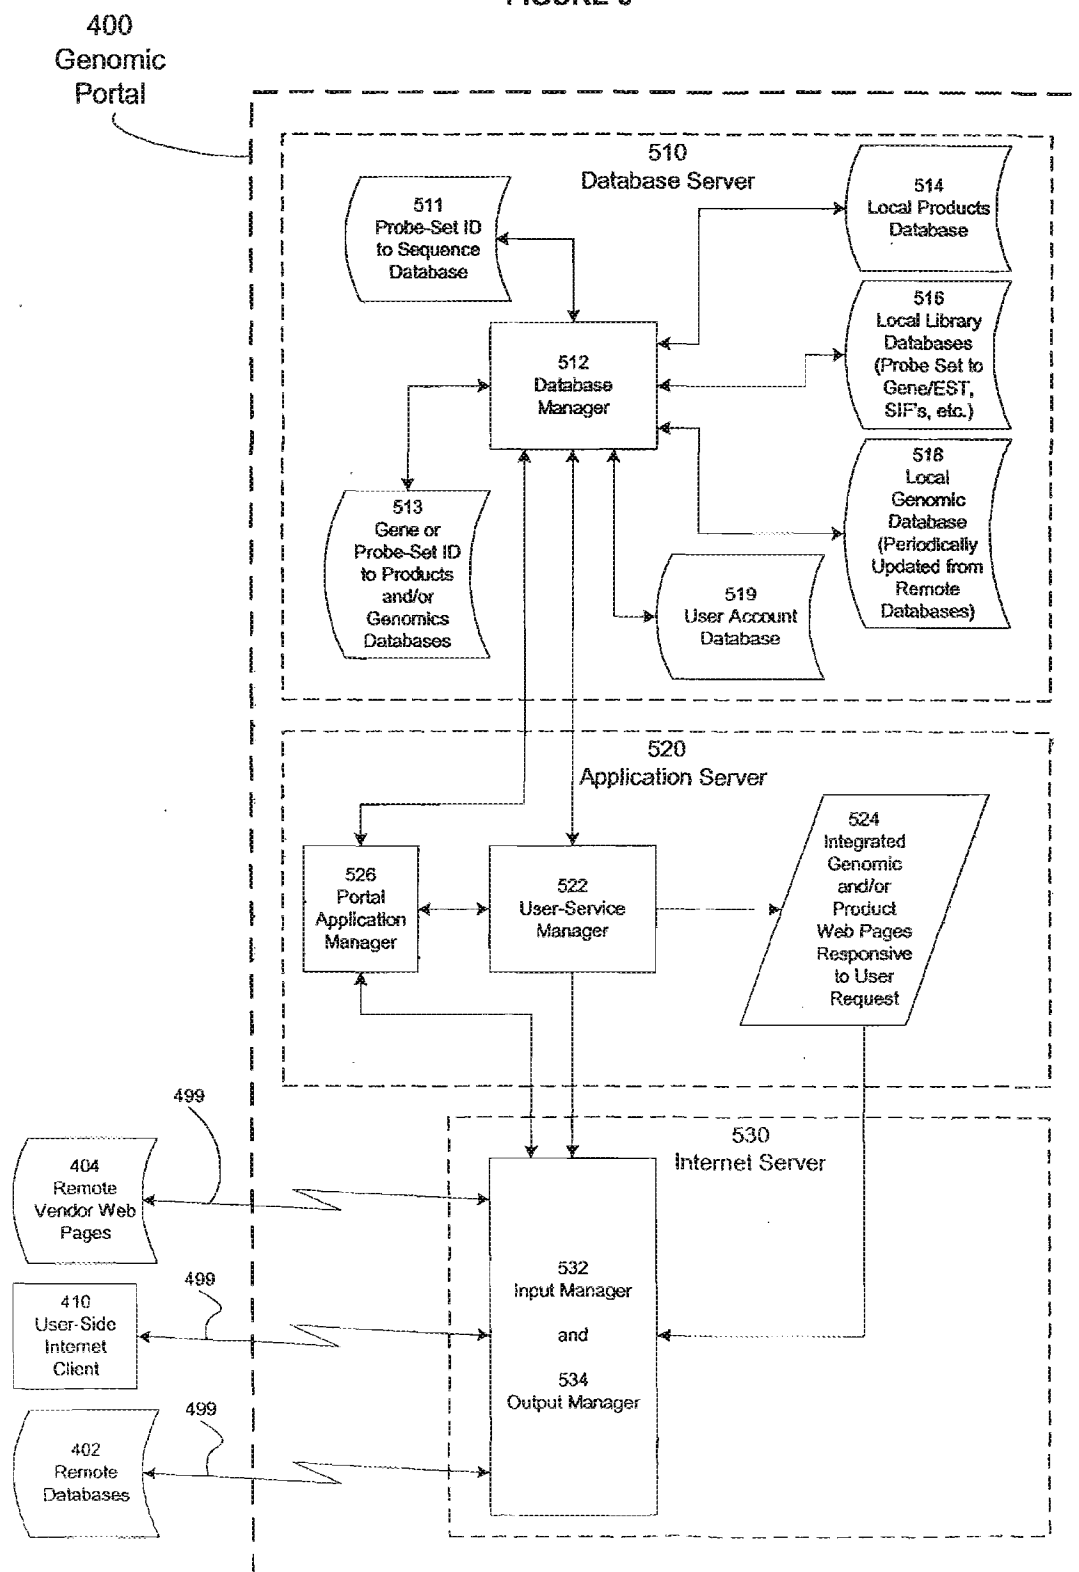 400
Genomic
Portal
510
Database Server
511
Probe-Set ID
to Sequence
Database
514
Local Products
Database
516
Local Library
Databases
(Probe Set to
Gene/EST,
SIF's, etc.)
512
Database
Manager
518
Local
Genomic
Database
(Periodically
Updated from
Remote
Databases)
513
Gene or
Probe-Set ID
to Products
and/or
Genomics
Databases
519
User Account
Database
520
Application Server
524
Integrated
Genomic
and/or
Product
Web Pages
Responsive
to User
Request
526
Portal
Application
Manager
522
User-Service
Manager
530
Internet Server
499
404
Remote
Vendor Web
Pages
532
Input Manager
and
534
Output Manager
499
410
User-Side
Internet
Client
499
402
Remote
Databases